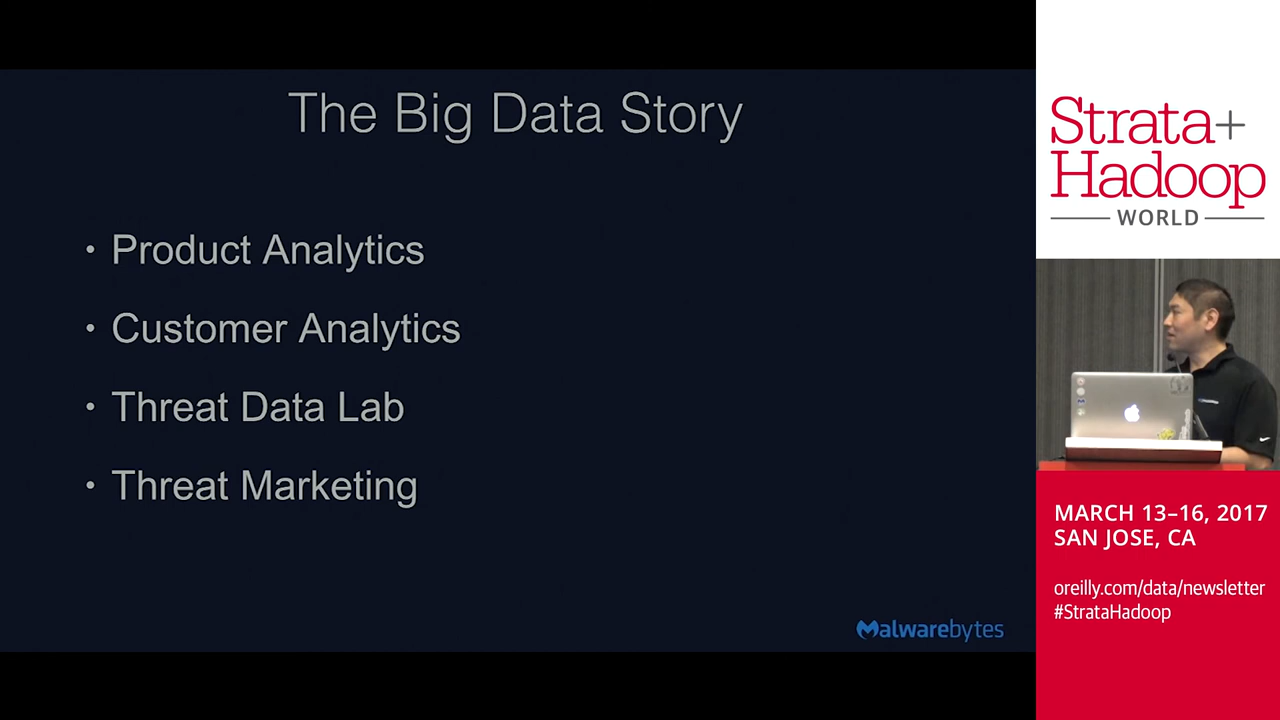 The Big Data Story
• Product Analytics
• Customer Analytics
• Threat Data Lab
• Threat Marketing
Malwarebytes
Strata+
Hadoop
WORLD
MARCH 13–16, 2017
SAN JOSE, CA
oreilly.com/data/newsletter
#StrataHadoop